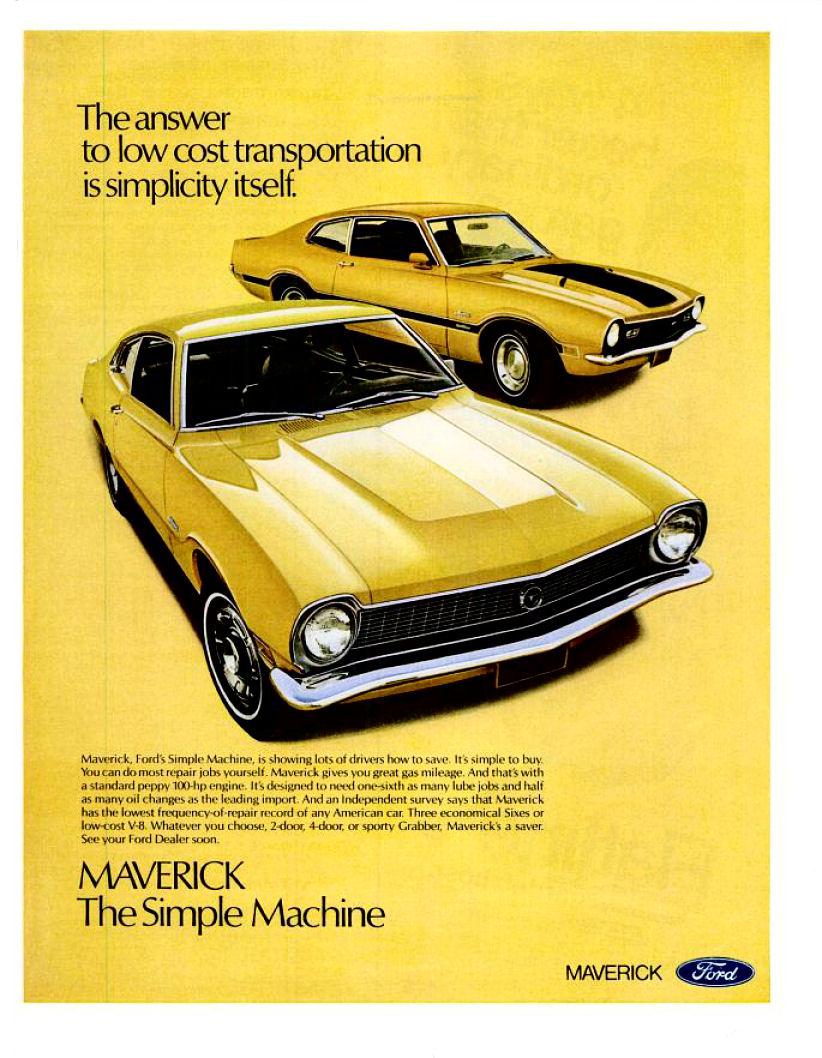 The answer
to low cost transportation
is simplicity itself.
Maverick, Ford's Simple Machine, is showing lots of drivers how to save. It's simple to buy.
You can do most repair jobs yourself. Maverick gives you great gas mileage. And that's with
a standard peppy 100-hp engine. It's designed to need one-sixth as many lube jobs and half
as many oil changes as the leading import. And an Independent survey says that Maverick
has the lowest frequency-of-repair record of any American car. Three economical Sixes or
low-cost V-8. Whatever you choose, 2-door, 4-door, or sporty Grabber, Maverick's a saver.
See your Ford Dealer soon.
MAVERICK
The Simple Machine
MAVERICK Ford